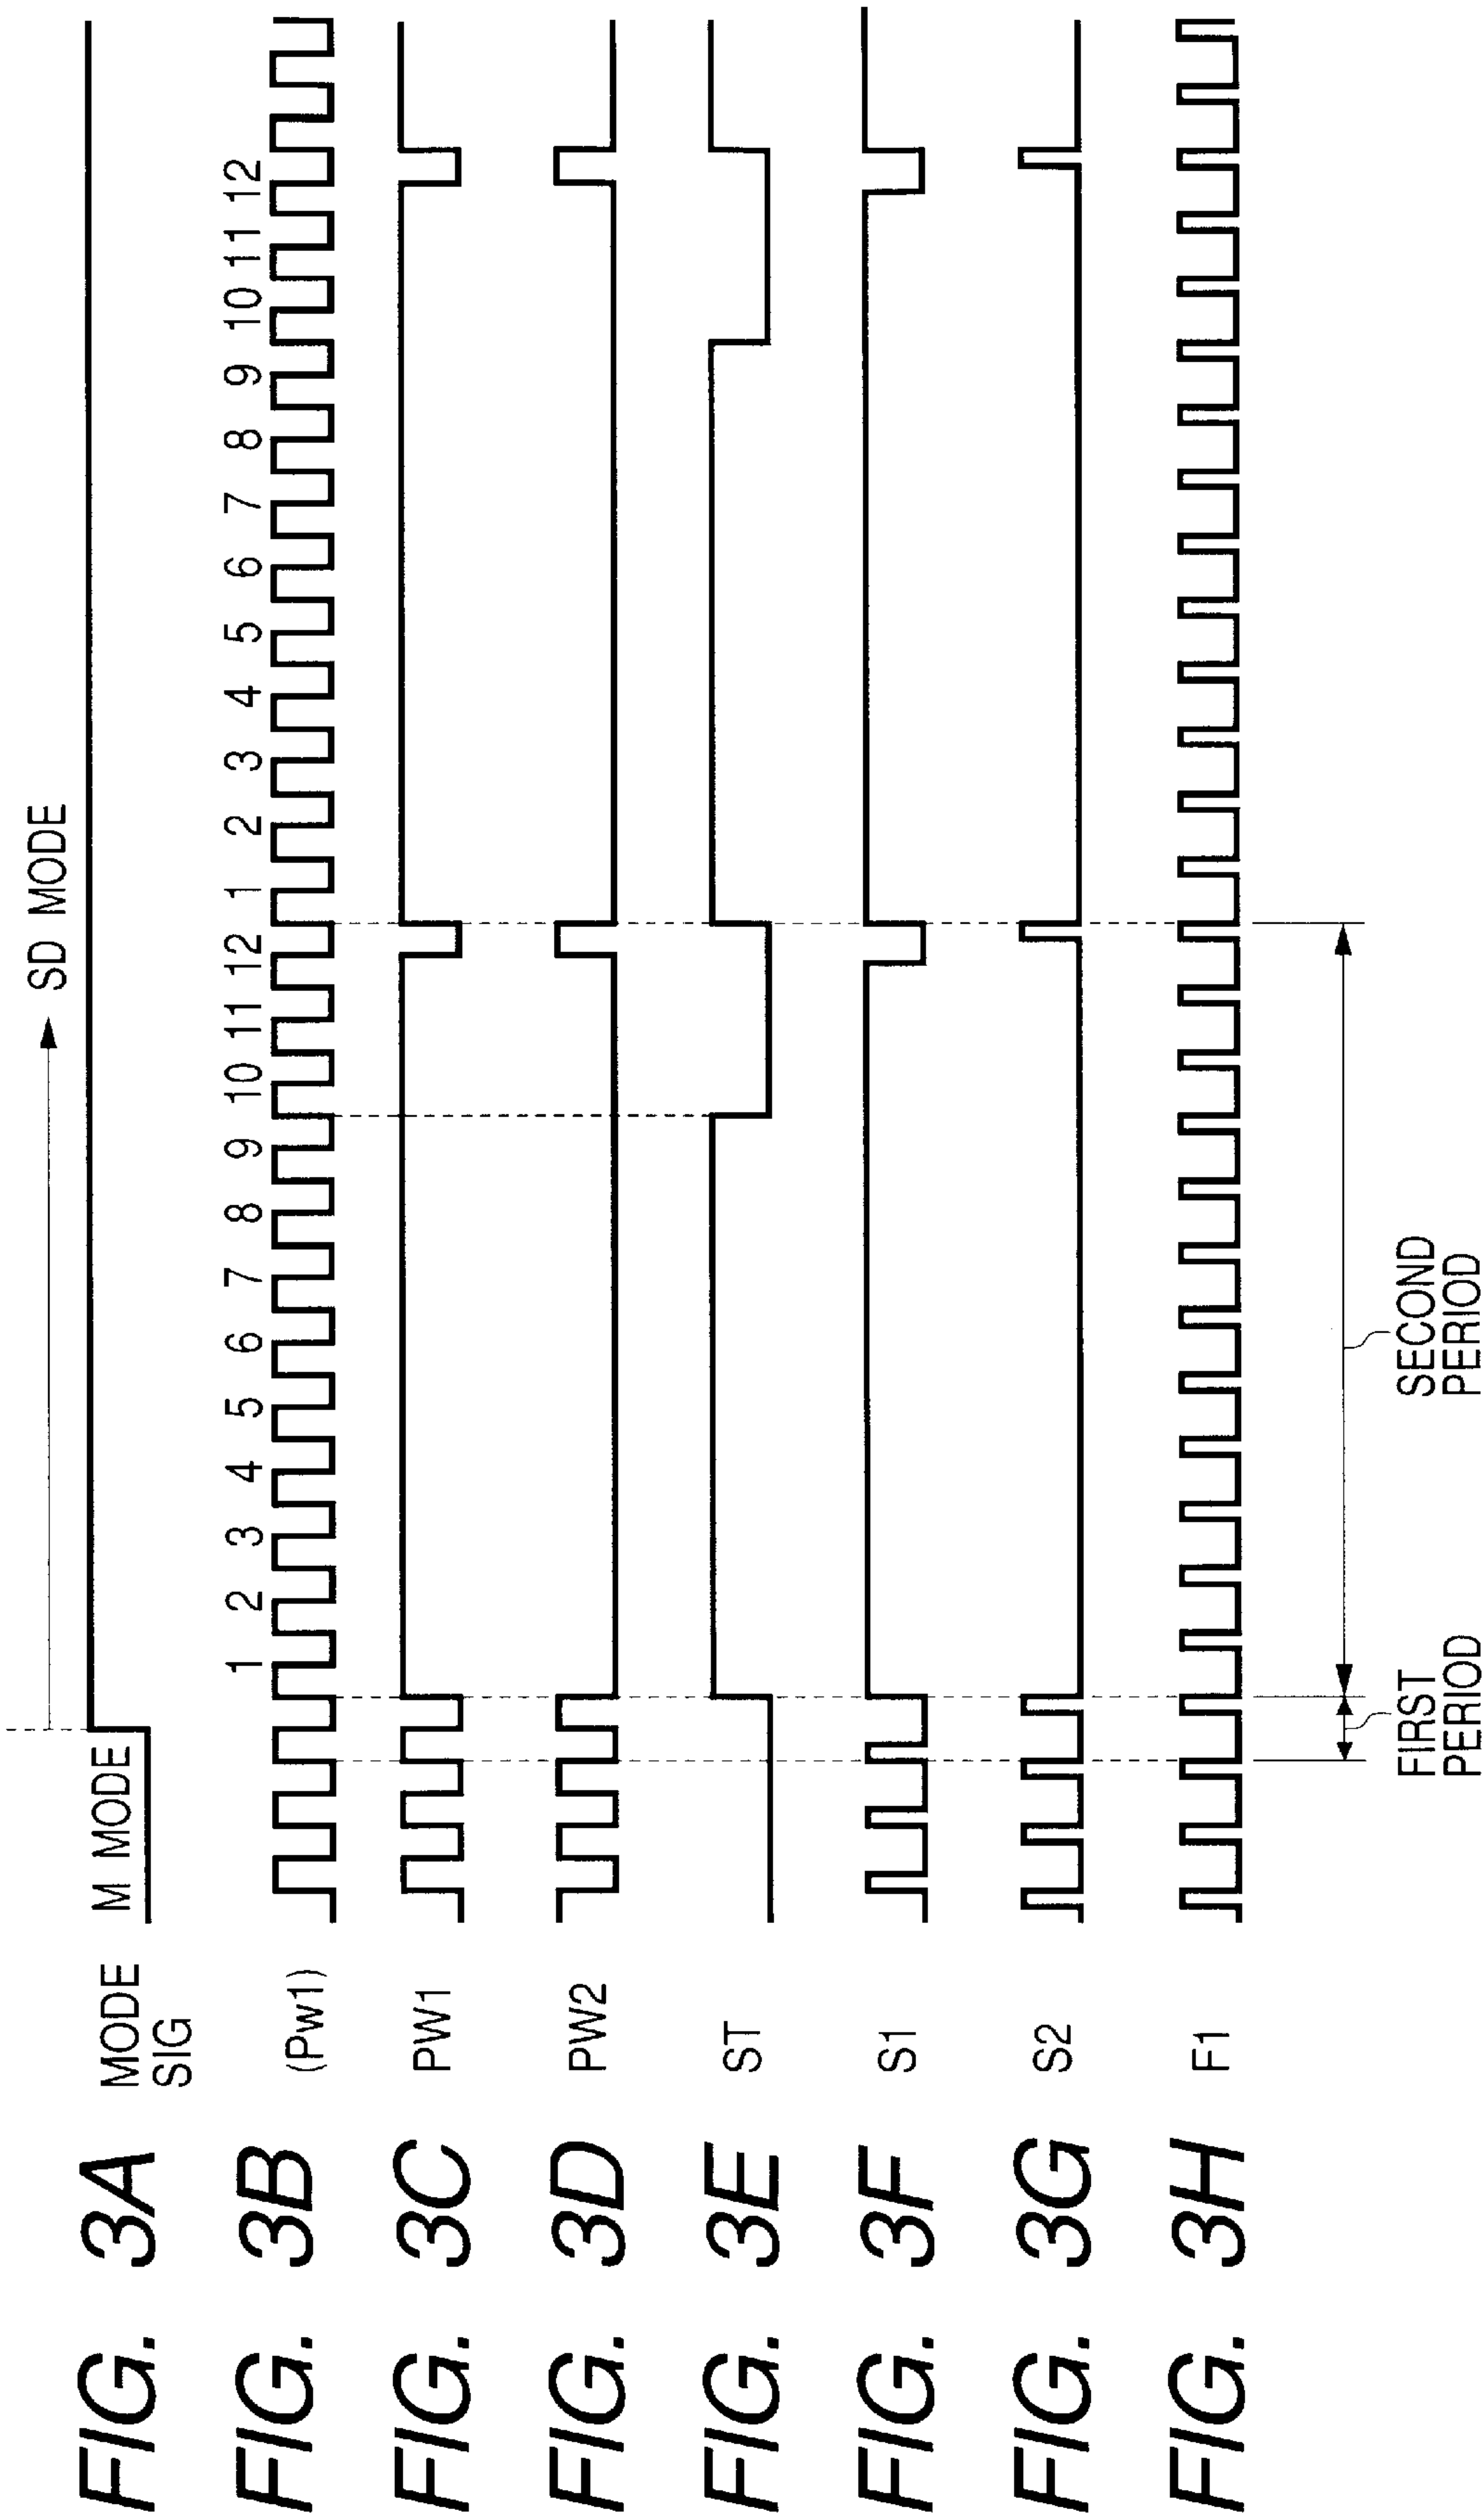 SD MODE
FIG. 3A MODE SIG M MODE
1 2 3 4 5 6 7 8 9 10 11 12 1 2 3 4 5 6 7 8 9 10 11 12
FIG. 3B (Pw1)
FIG. 3C PW1
FIG. 3D PW2
FIG. 3E ST
FIG. 3F S1
FIG. 3G S2
FIG. 3H F1
FIRST PERIOD
SECOND PERIOD